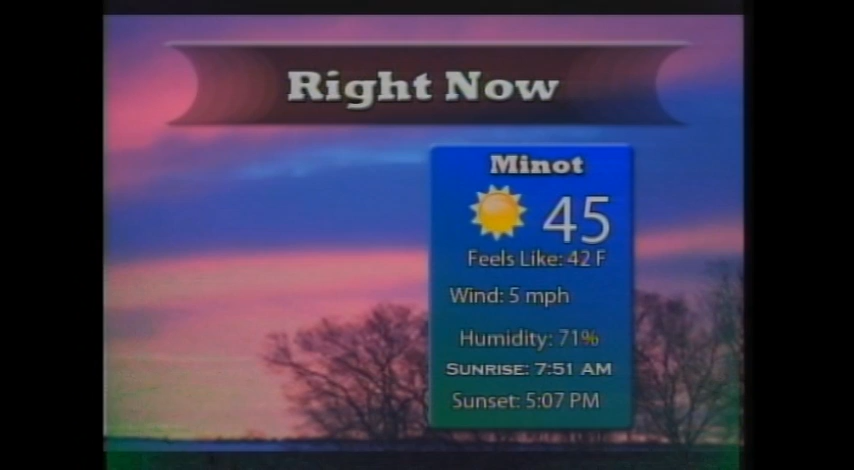 Right Now
Minot
45
Feels Like: 42 F
Wind: 5 mph
Humidity: 71%
SUNRISE: 7:51 AM
Sunset: 5:07 PM